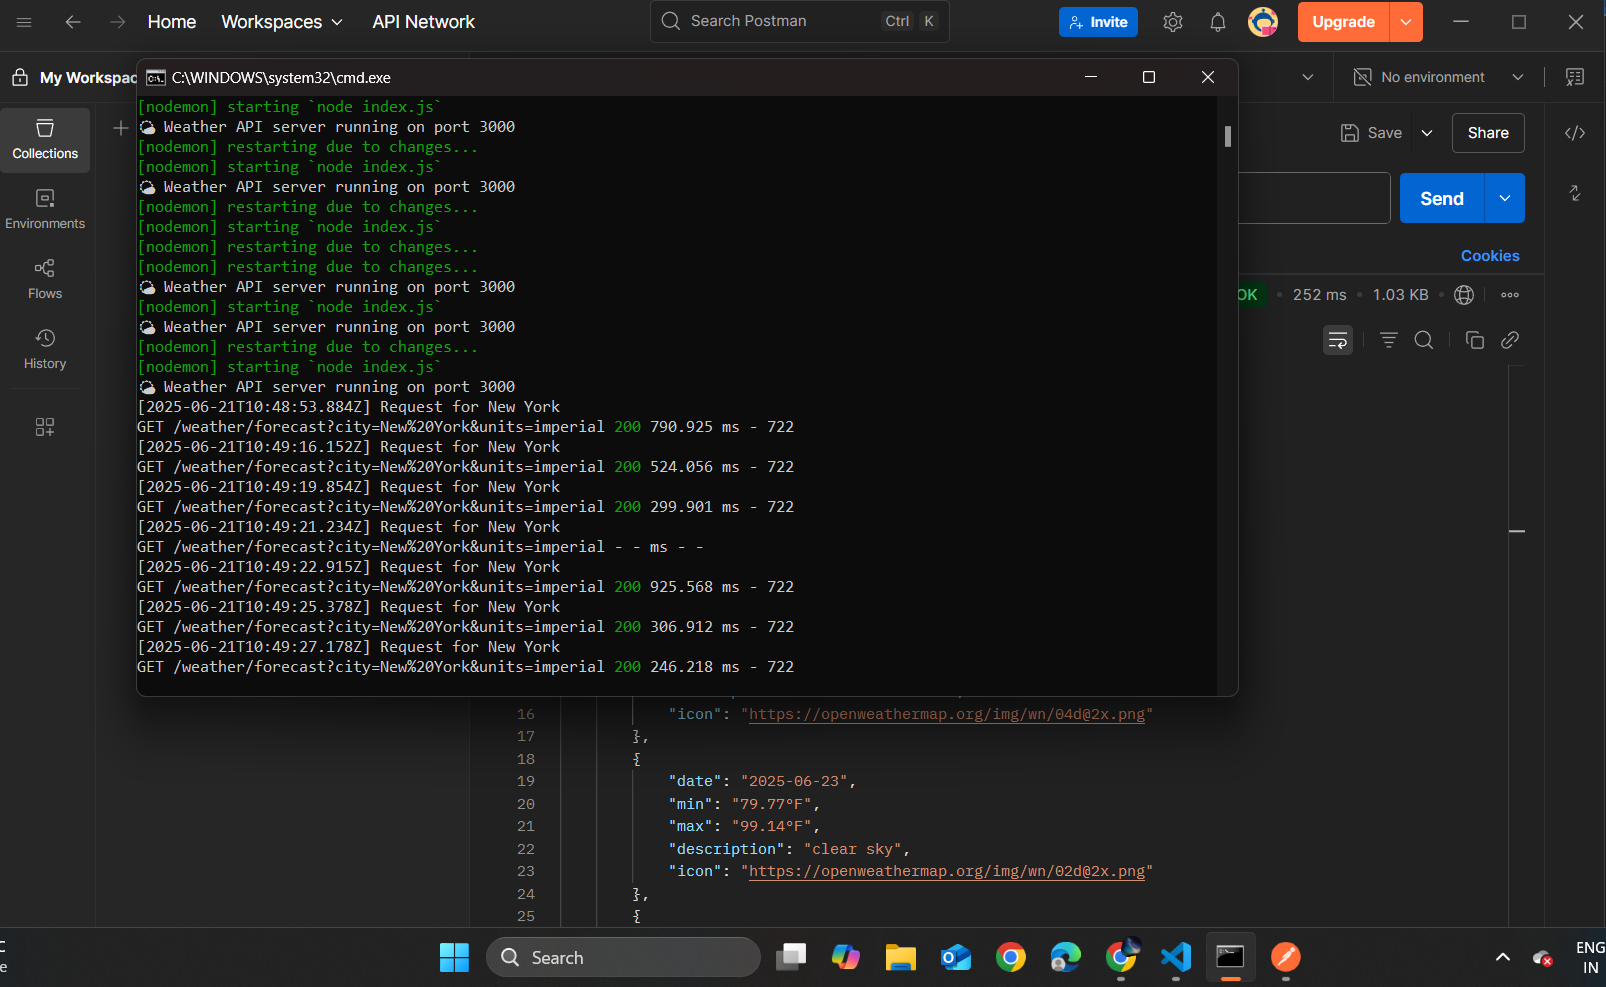 Home Workspaces API Network Search Postman Ctrl K Invite Upgrade
My Workspac
C:\WINDOWS\system32\cmd.exe
No environment
Collections
Environments
Flows
History
Save Share
Send
Cookies
OK • 252 ms • 1.03 KB •
[nodemon] starting `node index.js`
Weather API server running on port 3000
[nodemon] restarting due to changes...
[nodemon] starting `node index.js`
Weather API server running on port 3000
[nodemon] restarting due to changes...
[nodemon] starting `node index.js`
[nodemon] restarting due to changes...
[nodemon] restarting due to changes...
Weather API server running on port 3000
[nodemon] starting `node index.js`
Weather API server running on port 3000
[nodemon] restarting due to changes...
[nodemon] starting `node index.js`
Weather API server running on port 3000
[2025-06-21T10:48:53.884Z] Request for New York
GET /weather/forecast?city=New%20York&units=imperial 200 790.925 ms - 722
[2025-06-21T10:49:16.152Z] Request for New York
GET /weather/forecast?city=New%20York&units=imperial 200 524.056 ms - 722
[2025-06-21T10:49:19.854Z] Request for New York
GET /weather/forecast?city=New%20York&units=imperial 200 299.901 ms - 722
[2025-06-21T10:49:21.234Z] Request for New York
GET /weather/forecast?city=New%20York&units=imperial - - ms - -
[2025-06-21T10:49:22.915Z] Request for New York
GET /weather/forecast?city=New%20York&units=imperial 200 925.568 ms - 722
[2025-06-21T10:49:25.378Z] Request for New York
GET /weather/forecast?city=New%20York&units=imperial 200 306.912 ms - 722
[2025-06-21T10:49:27.178Z] Request for New York
GET /weather/forecast?city=New%20York&units=imperial 200 246.218 ms - 722
16 "icon": "https://openweathermap.org/img/wn/04d@2x.png"
17 },
18 {
19 "date": "2025-06-23",
20 "min": "79.77°F",
21 "max": "99.14°F",
22 "description": "clear sky",
23 "icon": "https://openweathermap.org/img/wn/02d@2x.png"
24 },
25 {
Search
ENG
IN